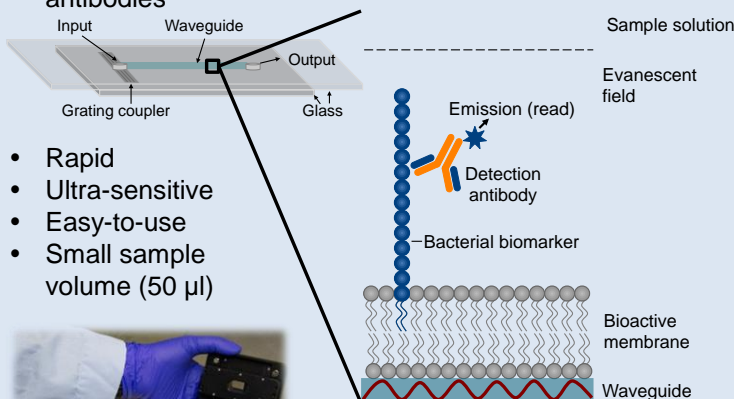 antibodies
Input
Waveguide
Output
Grating coupler
Glass
• Rapid
• Ultra-sensitive
• Easy-to-use
• Small sample
volume (50 µl)
Sample solution
Evanescent
field
Emission (read)
Detection
antibody
Bacterial biomarker
Bioactive
membrane
Waveguide